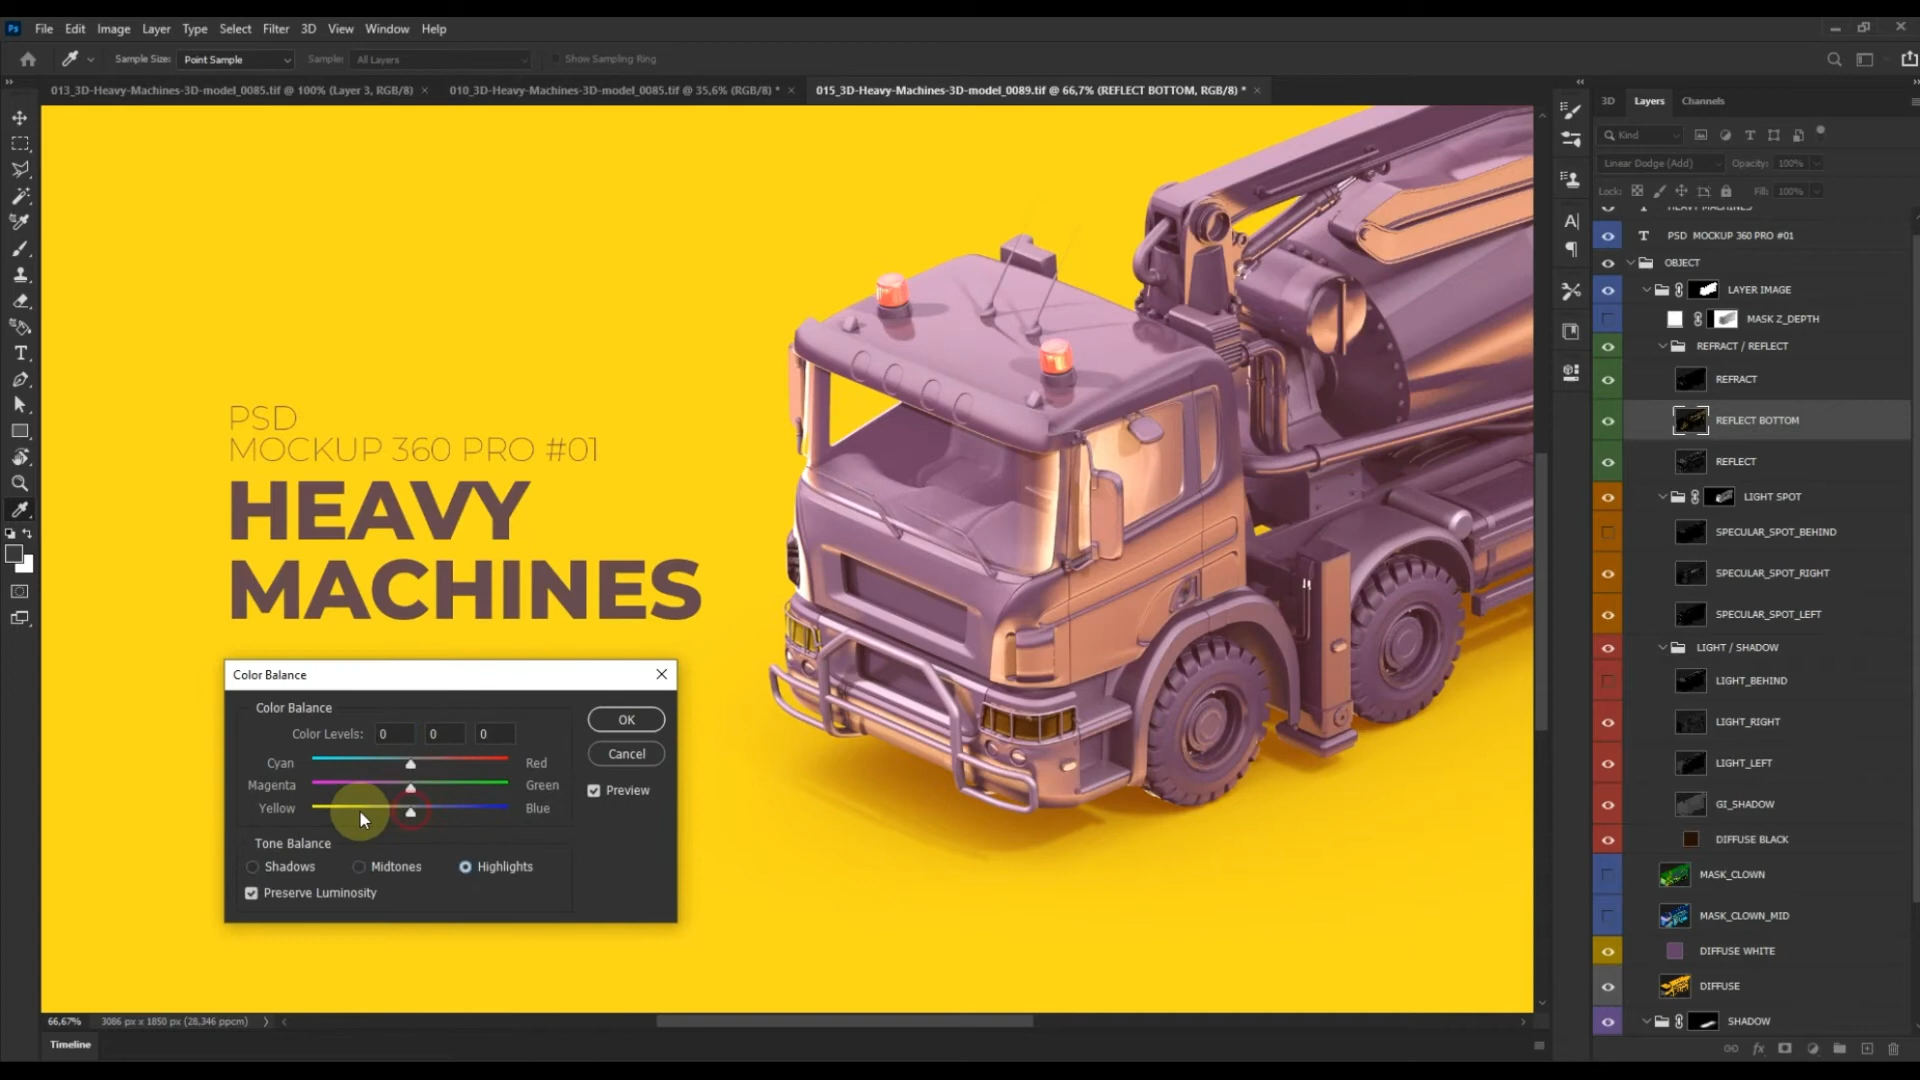 Ps File Edit Image Layer Type Select Filter 3D View Window Help
Sample Size: Point Sample Sample: All Layers Show Sampling Ring
013_3D-Heavy-Machines-3D-model_0085.tif @ 100% (Layer 3, RGB/8) × 010_3D-Heavy-Machines-3D-model_0085.tif @ 35,6% (RGB/8) * × 015_3D-Heavy-Machines-3D-model_0089.tif @ 66,7% (REFLECT BOTTOM, RGB/8) * ×
3D Layers Channels
Kind
Linear Dodge (Add) Opacity: 100%
Lock: Fill: 100%
HEAVY MACHINES
PSD MOCKUP 360 PRO #01
OBJECT
LAYER IMAGE
MASK Z_DEPTH
REFRACT / REFLECT
REFRACT
REFLECT BOTTOM
REFLECT
LIGHT SPOT
SPECULAR_SPOT_BEHIND
SPECULAR_SPOT_RIGHT
SPECULAR_SPOT_LEFT
LIGHT / SHADOW
LIGHT_BEHIND
LIGHT_RIGHT
LIGHT_LEFT
GI_SHADOW
DIFFUSE BLACK
MASK_CLOWN
MASK_CLOWN_MID
DIFFUSE WHITE
DIFFUSE
SHADOW
PSD
MOCKUP 360 PRO #01
HEAVY
MACHINES
Color Balance
Color Balance
Color Levels: 0 0 0
Cyan Red
Magenta Green
Yellow Blue
Tone Balance
Shadows Midtones Highlights
Preserve Luminosity
OK
Cancel
Preview
66,67% 3086 px x 1850 px (28,346 ppcm)
Timeline